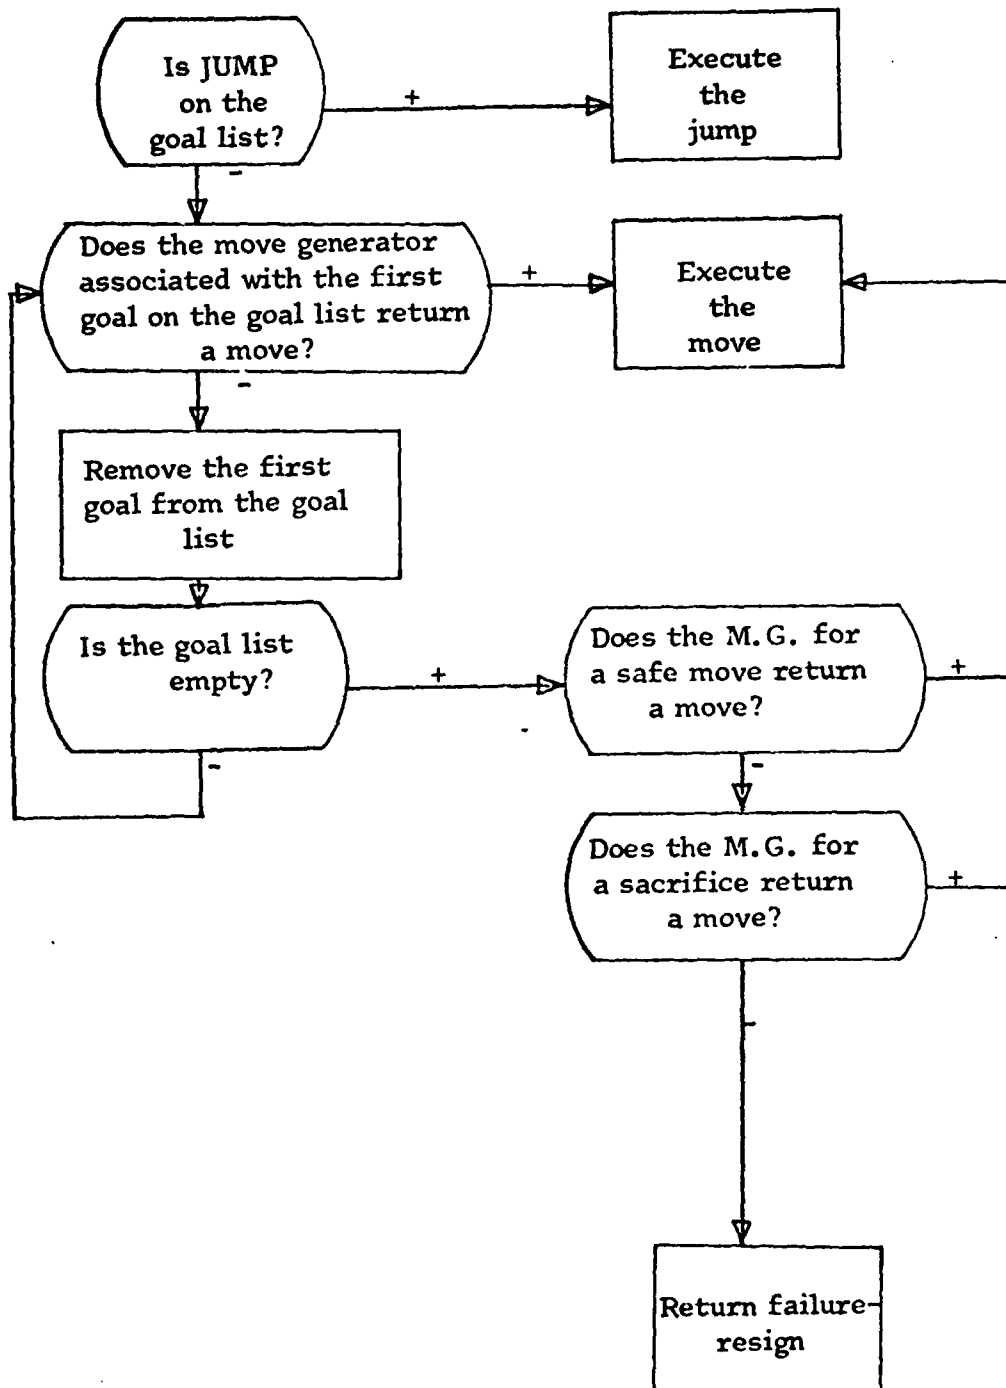 Is JUMP
on the
goal list?
+
Execute
the
jump
-
Does the move generator
associated with the first
goal on the goal list return
a move?
+
Execute
the
move
-
Remove the first
goal from the goal
list
Is the goal list
empty?
+
-
Does the M.G. for
a safe move return
a move?
+
-
Does the M.G. for
a sacrifice return
a move?
+
-
Return failure-
resign